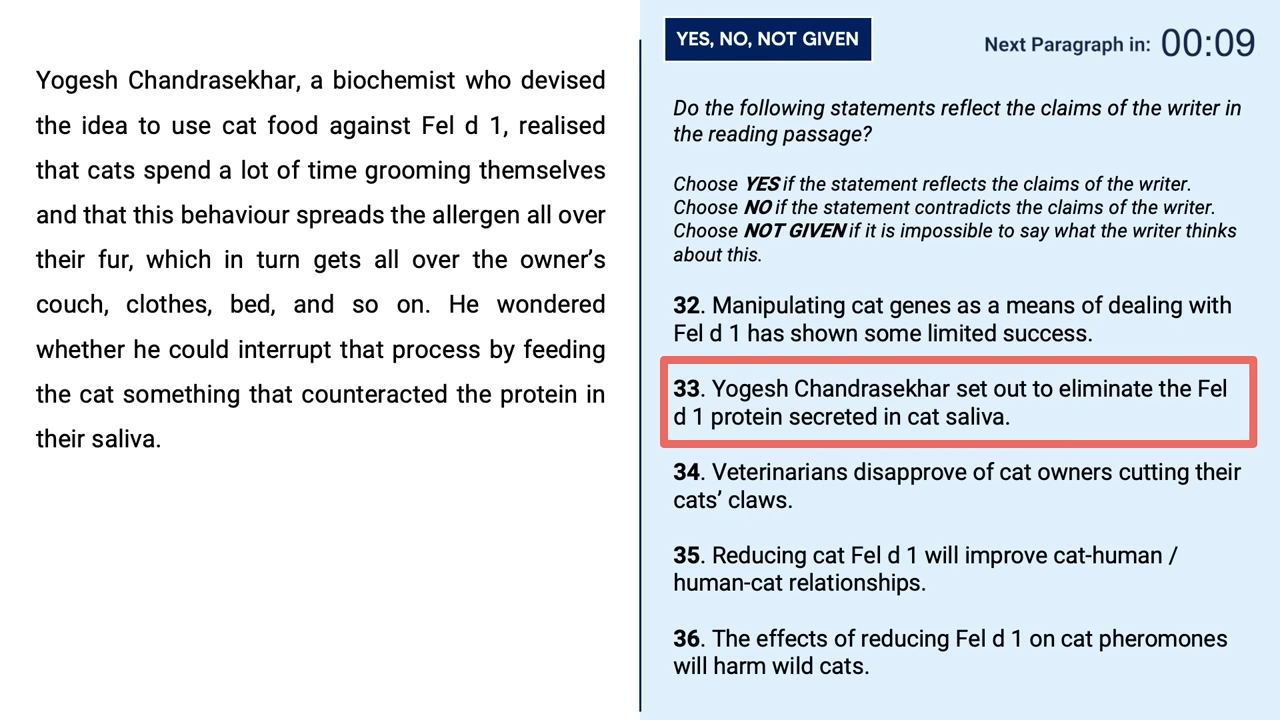 Yogesh Chandrasekhar, a biochemist who devised
the idea to use cat food against Fel d 1, realised
that cats spend a lot of time grooming themselves
and that this behaviour spreads the allergen all over
their fur, which in turn gets all over the owner’s
couch, clothes, bed, and so on. He wondered
whether he could interrupt that process by feeding
the cat something that counteracted the protein in
their saliva.
YES, NO, NOT GIVEN
Next Paragraph in: 00:09
Do the following statements reflect the claims of the writer in
the reading passage?
Choose YES if the statement reflects the claims of the writer.
Choose NO if the statement contradicts the claims of the writer.
Choose NOT GIVEN if it is impossible to say what the writer thinks
about this.
32. Manipulating cat genes as a means of dealing with
Fel d 1 has shown some limited success.
33. Yogesh Chandrasekhar set out to eliminate the Fel
d 1 protein secreted in cat saliva.
34. Veterinarians disapprove of cat owners cutting their
cats’ claws.
35. Reducing cat Fel d 1 will improve cat-human /
human-cat relationships.
36. The effects of reducing Fel d 1 on cat pheromones
will harm wild cats.